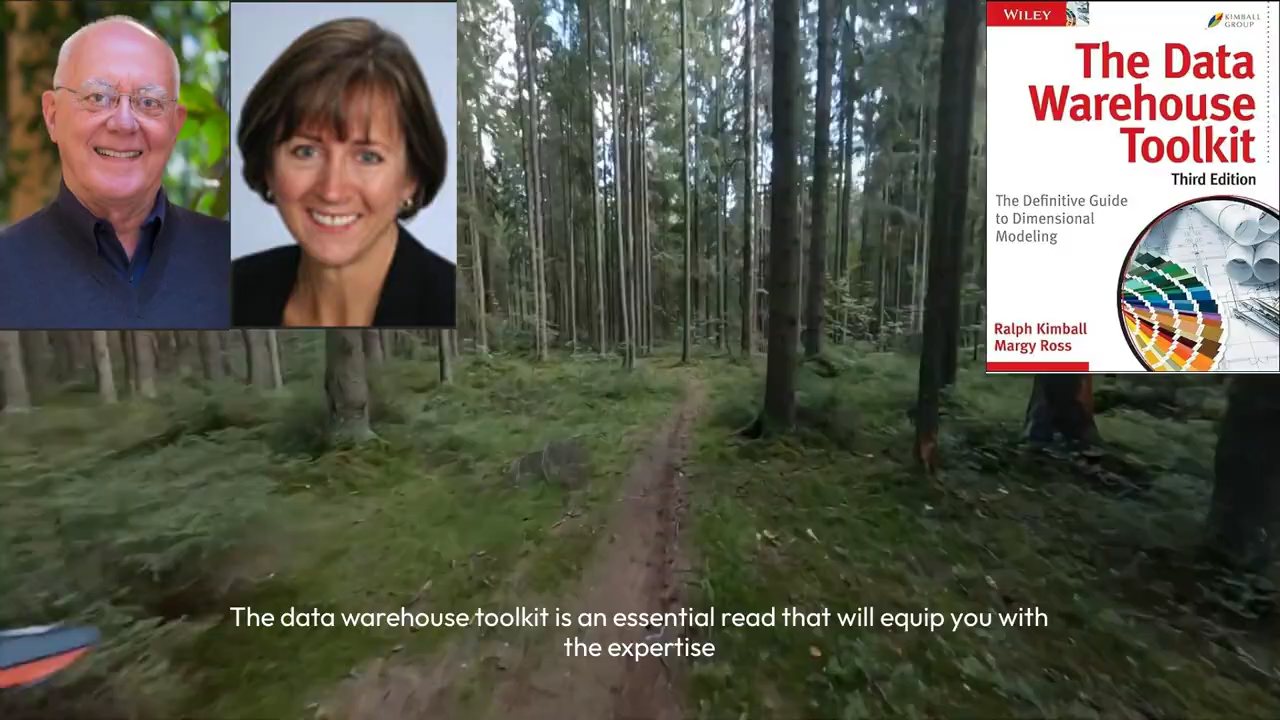 WILEY
KIMBALL
GROUP
The Data
Warehouse
Toolkit
Third Edition
The Definitive Guide
to Dimensional
Modeling
Ralph Kimball
Margy Ross
The data warehouse toolkit is an essential read that will equip you with
the expertise